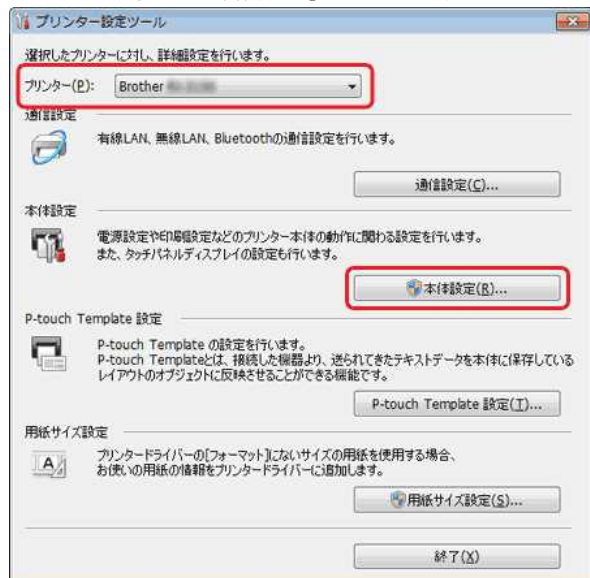 プリンター設定ツール
選択したプリンターに対し、詳細設定を行います。
プリンター(P):
Brother
通信設定
有線LAN、無線LAN、Bluetoothの通信設定を行います。
通信設定(C)...
本体設定
電源設定や印刷設定などのプリンター本体の動作に関わる設定を行います。
また、タッチパネルディスプレイの設定も行います。
本体設定(R)...
P-touch Template 設定
P-touch Template の設定を行います。
P-touch Templateとは、接続した機器より、送られてきたテキストデータを本体に保存している
レイアウトのオブジェクトに反映させることができる機能です。
P-touch Template 設定(T)...
用紙サイズ設定
プリンタードライバーの[フォーマット]にないサイズの用紙を使用する場合、
お使いの用紙の情報をプリンタードライバーに追加します。
A
用紙サイズ設定(S)...
終了(X)